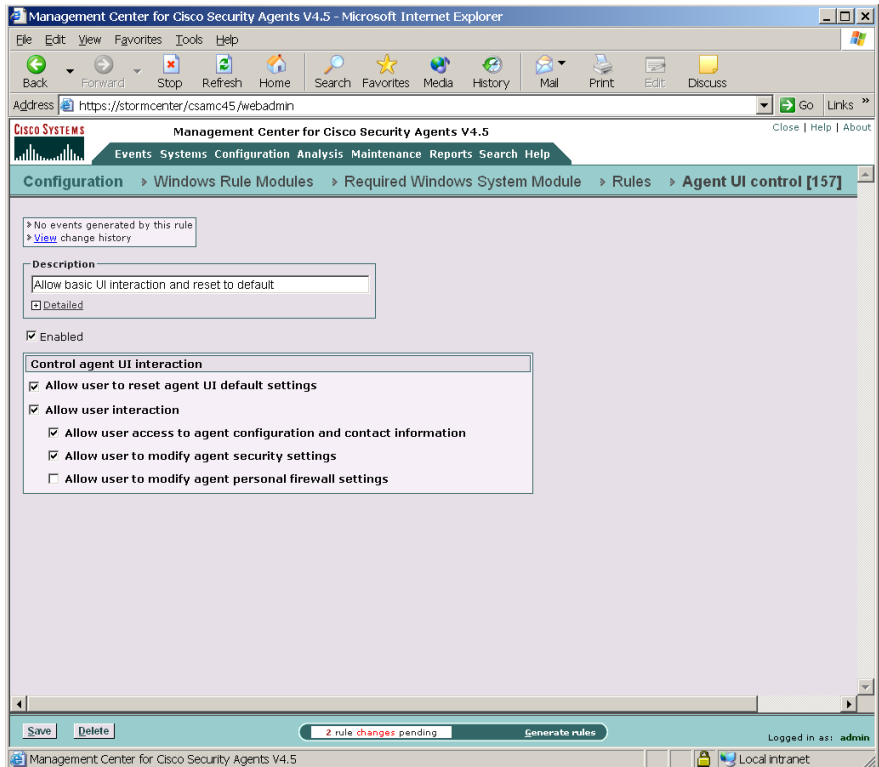 Management Center for Cisco Security Agents V4.5 - Microsoft Internet Explorer
File Edit View Favorites Tools Help
Back Forward Stop Refresh Home Search Favorites Media History Mail Print Edit Discuss
Address https://stormcenter/csamc45/webadmin Go Links »
CISCO SYSTEMS Management Center for Cisco Security Agents V4.5 Close | Help | About
Events Systems Configuration Analysis Maintenance Reports Search Help
Configuration > Windows Rule Modules > Required Windows System Module > Rules > Agent UI control [157]
> No events generated by this rule
> View change history
Description
Allow basic UI interaction and reset to default
+ Detailed
Enabled
Control agent UI interaction
Allow user to reset agent UI default settings
Allow user interaction
Allow user access to agent configuration and contact information
Allow user to modify agent security settings
Allow user to modify agent personal firewall settings
Save Delete 2 rule changes pending Generate rules Logged in as: admin
Management Center for Cisco Security Agents V4.5 Local intranet